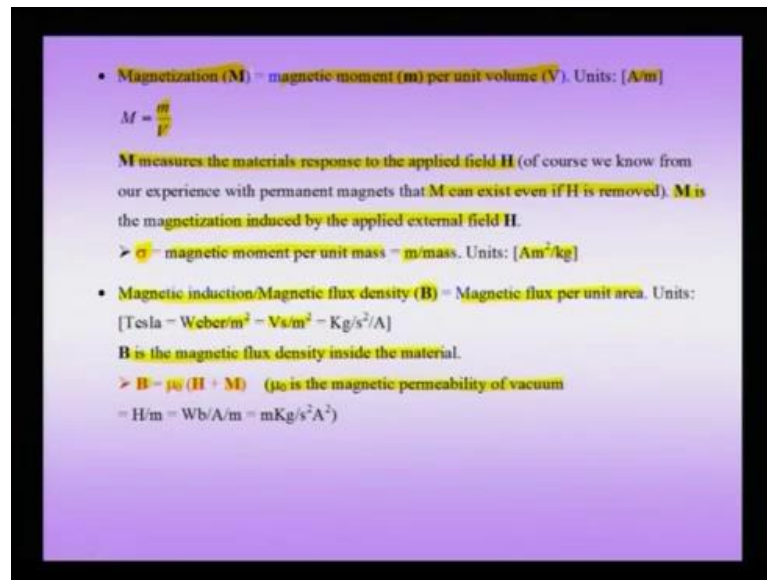 • Magnetization (M) = magnetic moment (m) per unit volume (V). Units: [A/m]
M = m/V
M measures the materials response to the applied field H (of course we know from
our experience with permanent magnets that M can exist even if H is removed). M is
the magnetization induced by the applied external field H.
➢ σ = magnetic moment per unit mass = m/mass. Units: [Am²/kg]
• Magnetic induction/Magnetic flux density (B) = Magnetic flux per unit area. Units:
[Tesla = Weber/m² = Vs/m² = Kg/s²/A]
B is the magnetic flux density inside the material.
➢ B = μ₀ (H + M) (μ₀ is the magnetic permeability of vacuum
= H/m = Wb/A/m = mKg/s²A²)